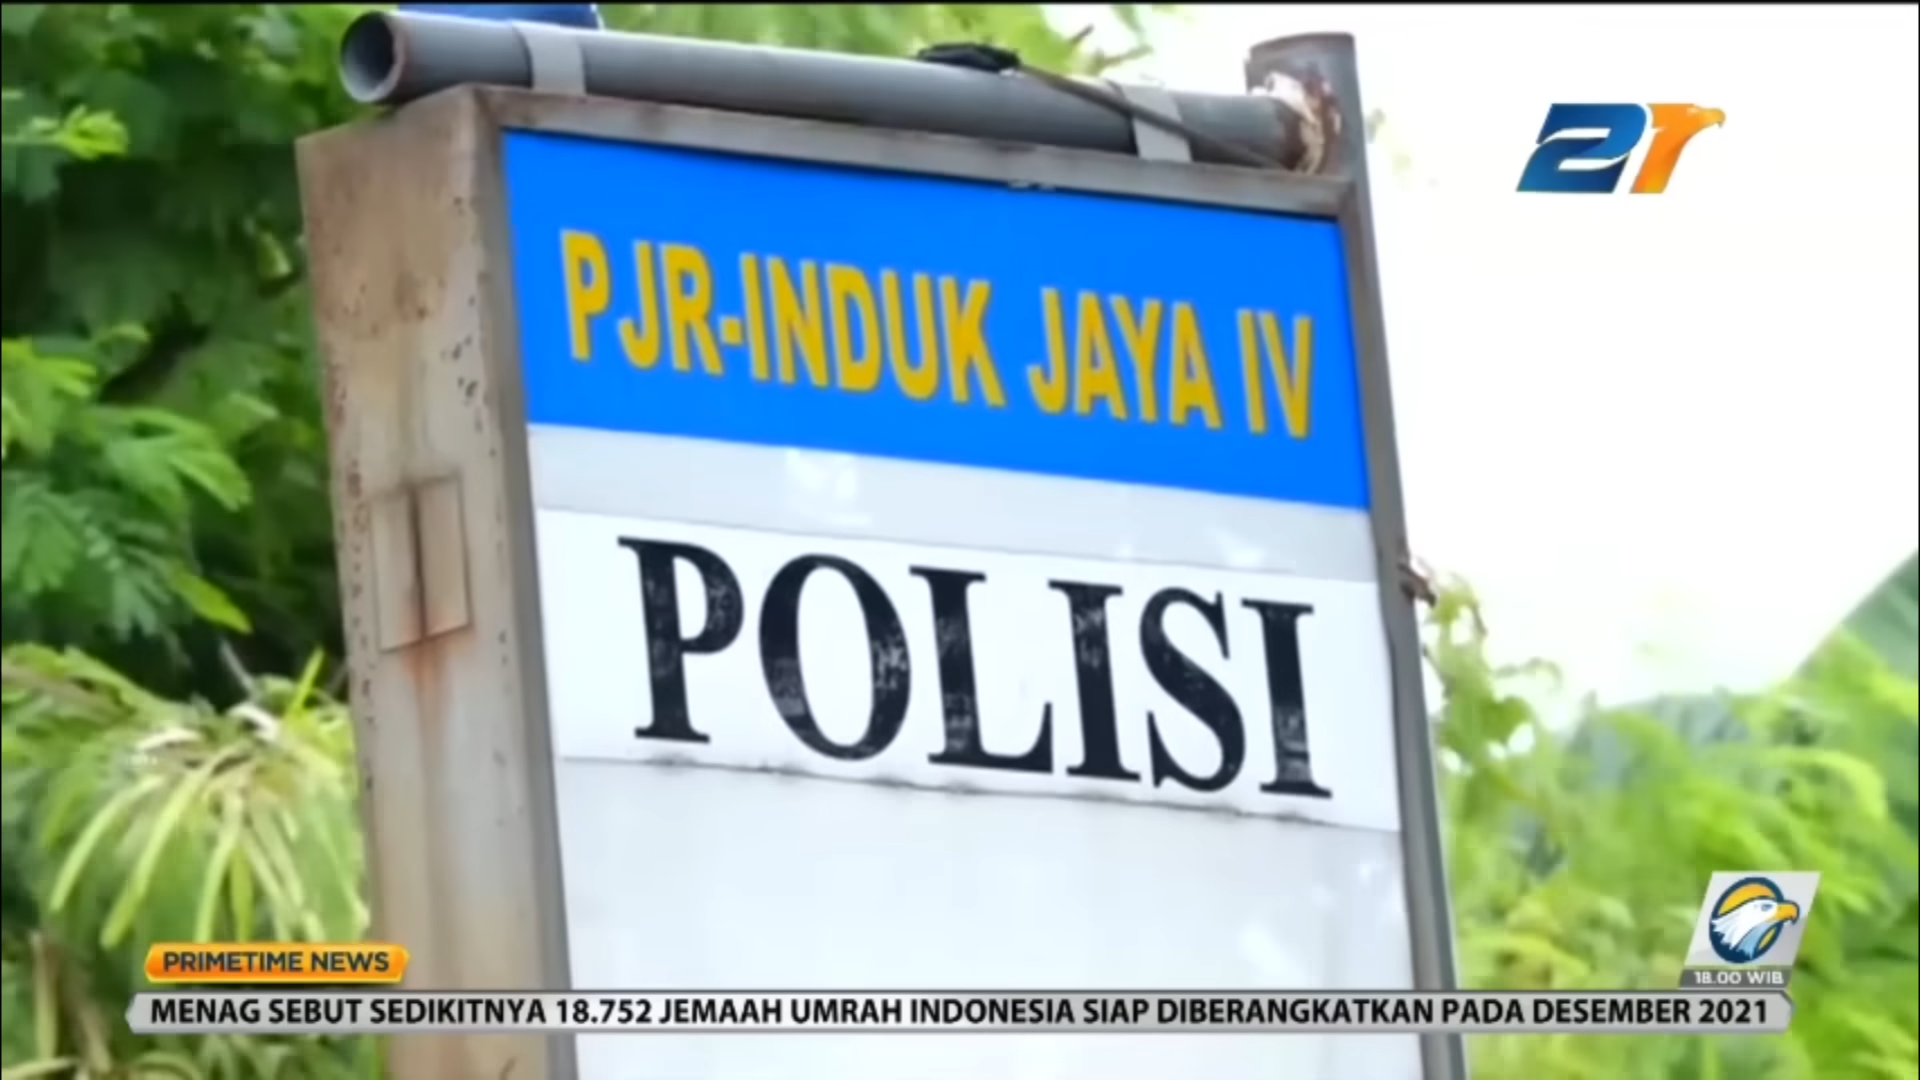 21
PJR-INDUK JAYA IV
POLISI
PRIMETIME NEWS
18.00 WIB
MENAG SEBUT SEDIKITNYA 18.752 JEMAAH UMRAH INDONESIA SIAP DIBERANGKATKAN PADA DESEMBER 2021